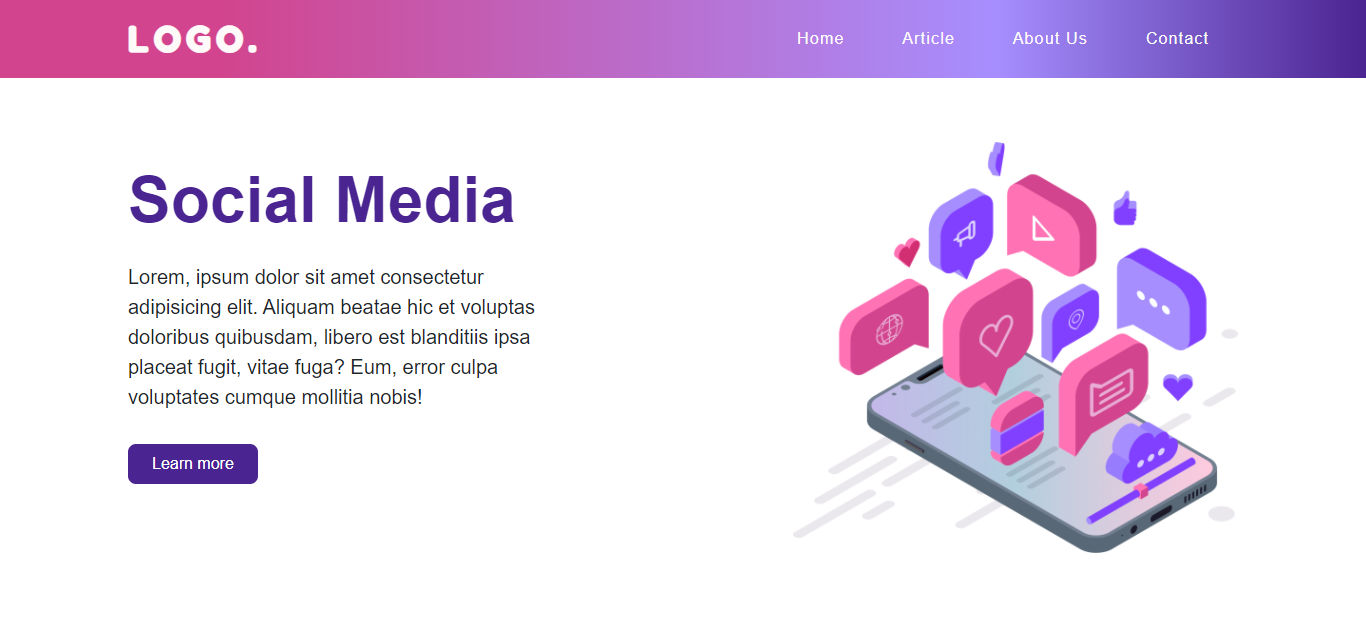 LOGO.
Home Article About Us Contact
Social Media
Lorem, ipsum dolor sit amet consectetur
adipisicing elit. Aliquam beatae hic et voluptas
doloribus quibusdam, libero est blanditiis ipsa
placeat fugit, vitae fuga? Eum, error culpa
voluptates cumque mollitia nobis!
Learn more